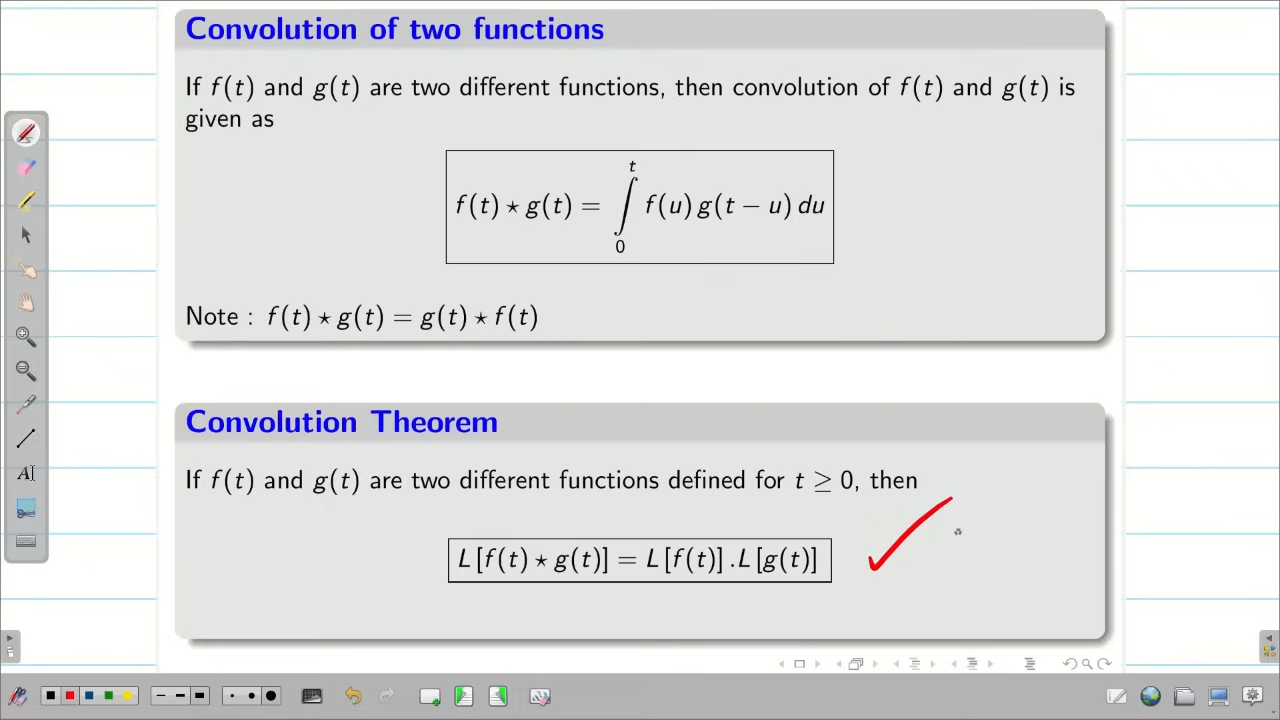 Convolution of two functions
If f(t) and g(t) are two different functions, then convolution of f(t) and g(t) is
given as
f(t) ⋆ g(t) = ∫₀ᵗ f(u) g(t − u) du
Note : f(t) ⋆ g(t) = g(t) ⋆ f(t)
Convolution Theorem
If f(t) and g(t) are two different functions defined for t ≥ 0, then
L [f(t) ⋆ g(t)] = L [f(t)] .L [g(t)]
AI